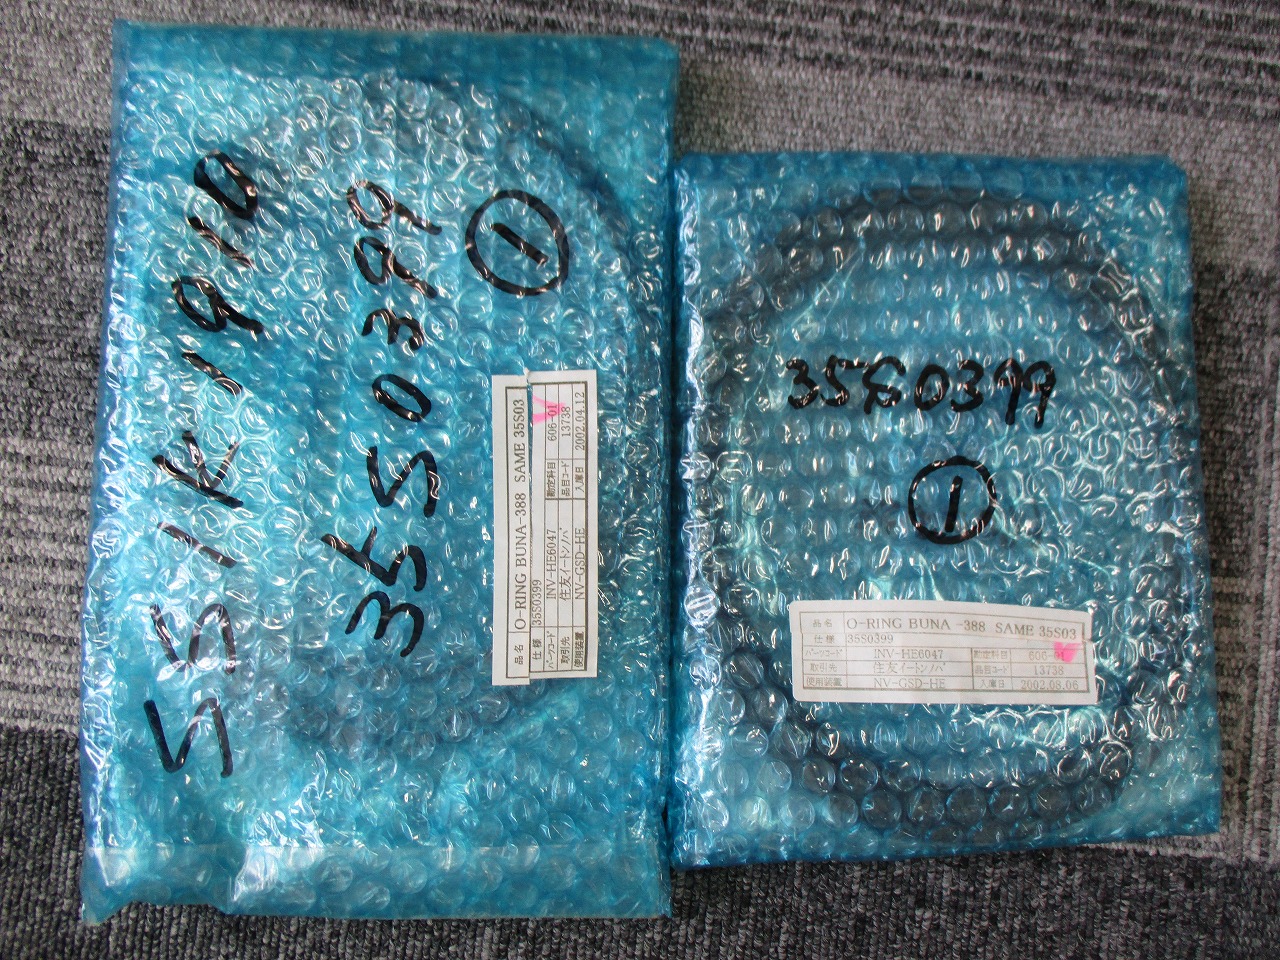 SSIK1910
35S0399
1
品名 O-RING BUNA-388 SAME 35S03
仕様 35S0399
パーツコード INV-HE6047 勘定科目 606-01
取引先 住友イートンノバ 品目コード 13738
使用装置 NV-GSD-HE 入庫日 2002.04.12
35S0399
1
品名 O-RING BUNA -388 SAME 35S03
仕様 35S0399
パーツコード INV-HE6047 勘定科目 606-01
取引先 住友イートンノバ 品目コード 13738
使用装置 NV-GSD-HE 入庫日 2002.08.06